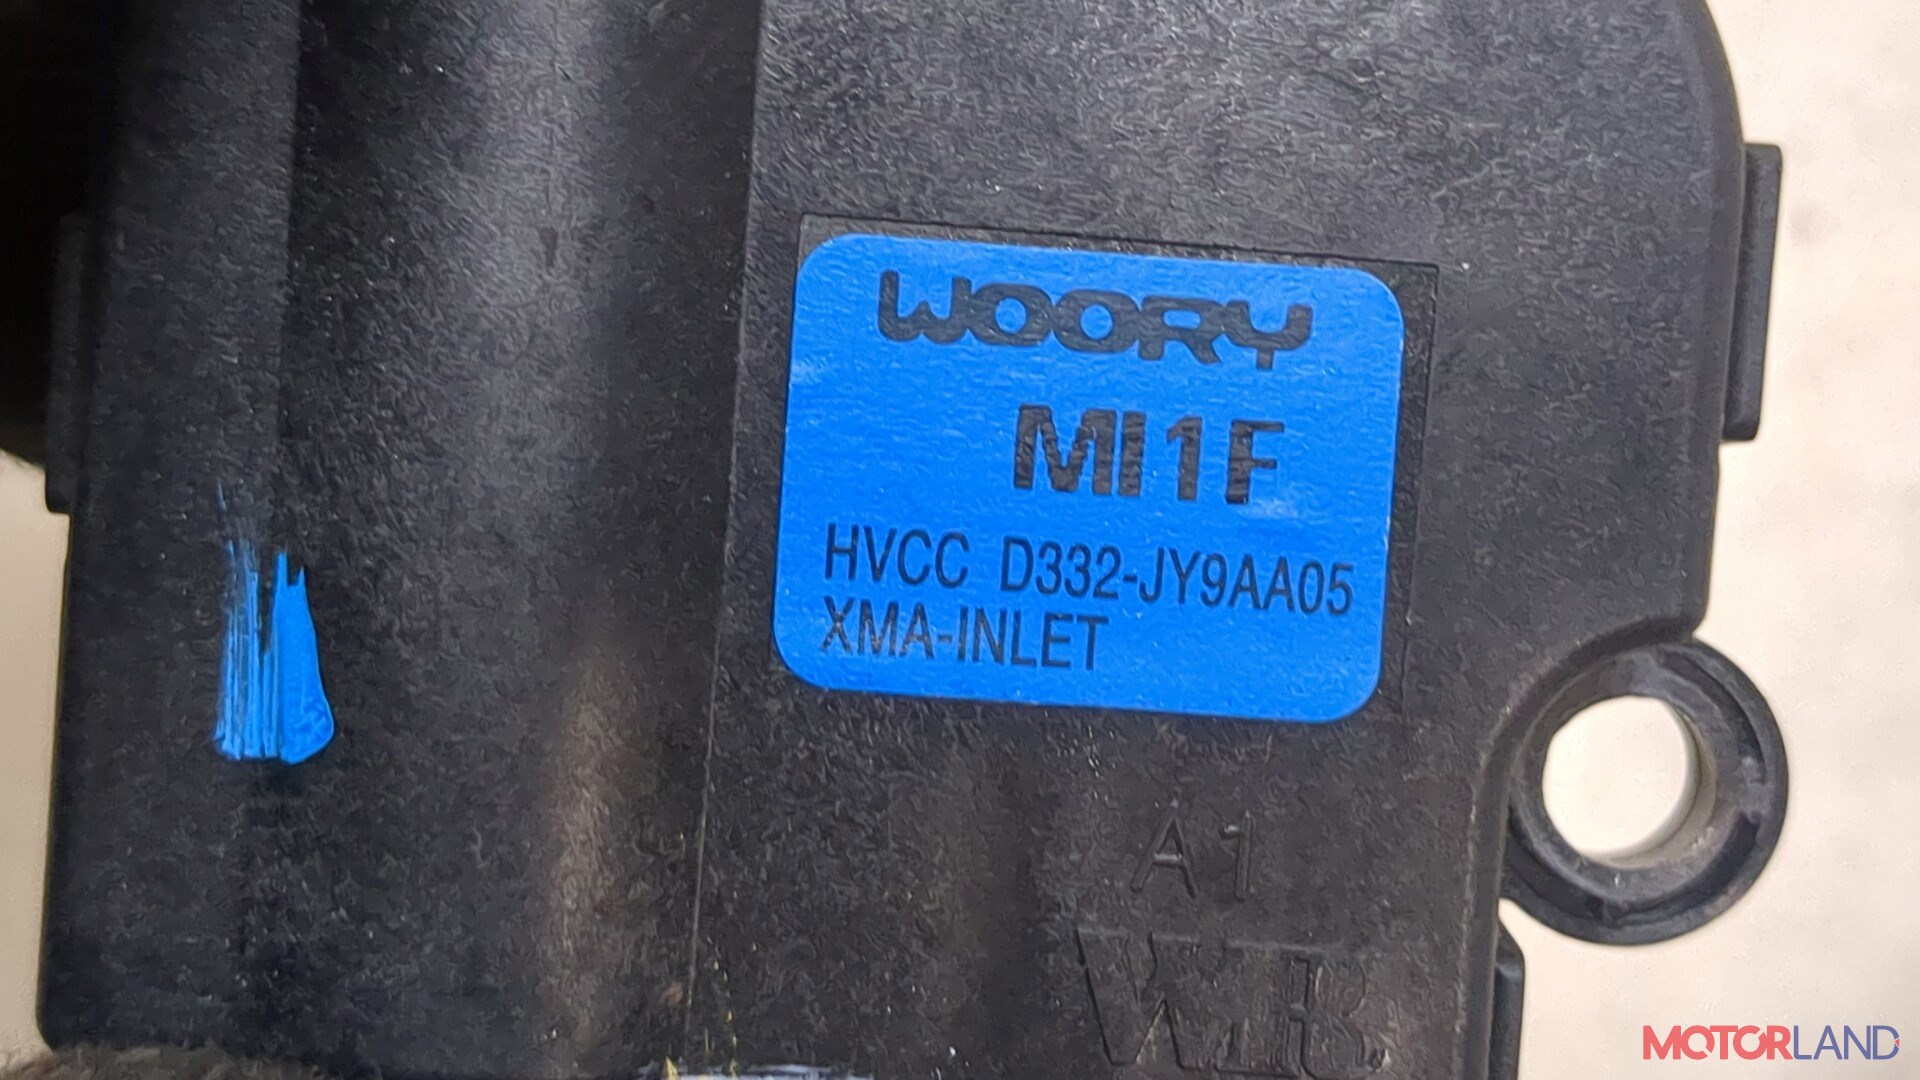 WOORY
MI1F
HVCC D332-JY9AA05
XMA-INLET
A1
MOTORLAND